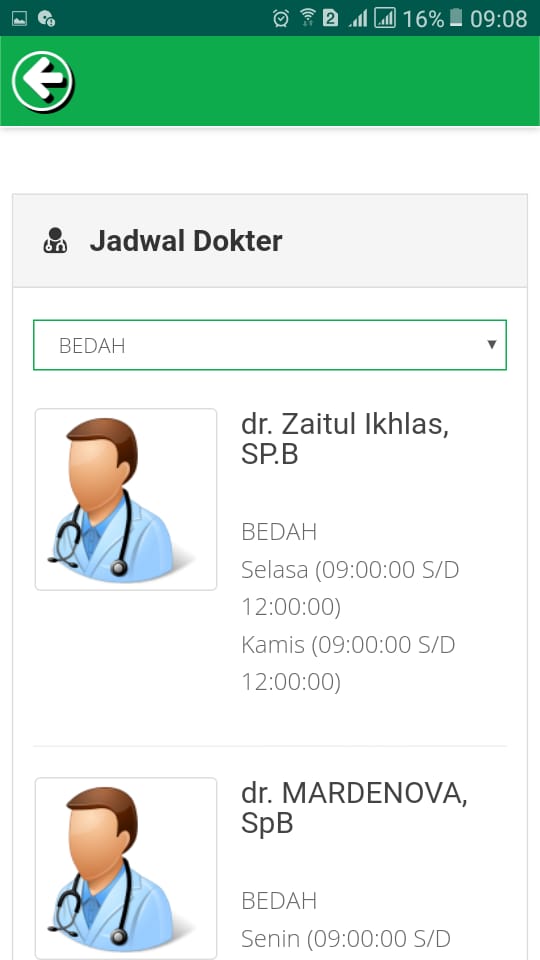 16% 09:08
Jadwal Dokter
BEDAH
dr. Zaitul Ikhlas,
SP.B
BEDAH
Selasa (09:00:00 S/D
12:00:00)
Kamis (09:00:00 S/D
12:00:00)
dr. MARDENOVA,
SpB
BEDAH
Senin (09:00:00 S/D